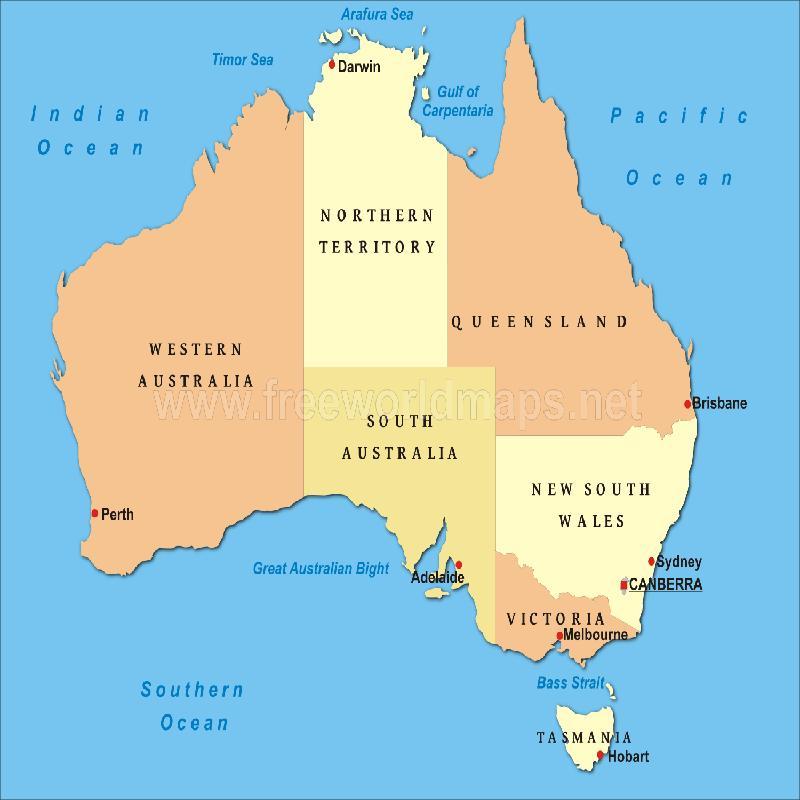 Arafura Sea
Timor Sea
Darwin
Gulf of
Carpentaria
Indian
Ocean
Pacific
Ocean
NORTHERN
TERRITORY
QUEENSLAND
WESTERN
AUSTRALIA
www.freeworldmaps.net
Brisbane
SOUTH
AUSTRALIA
NEW SOUTH
WALES
Perth
Sydney
Great Australian Bight
Adelaide
CANBERRA
VICTORIA
Melbourne
Bass Strait
Southern
Ocean
TASMANIA
Hobart